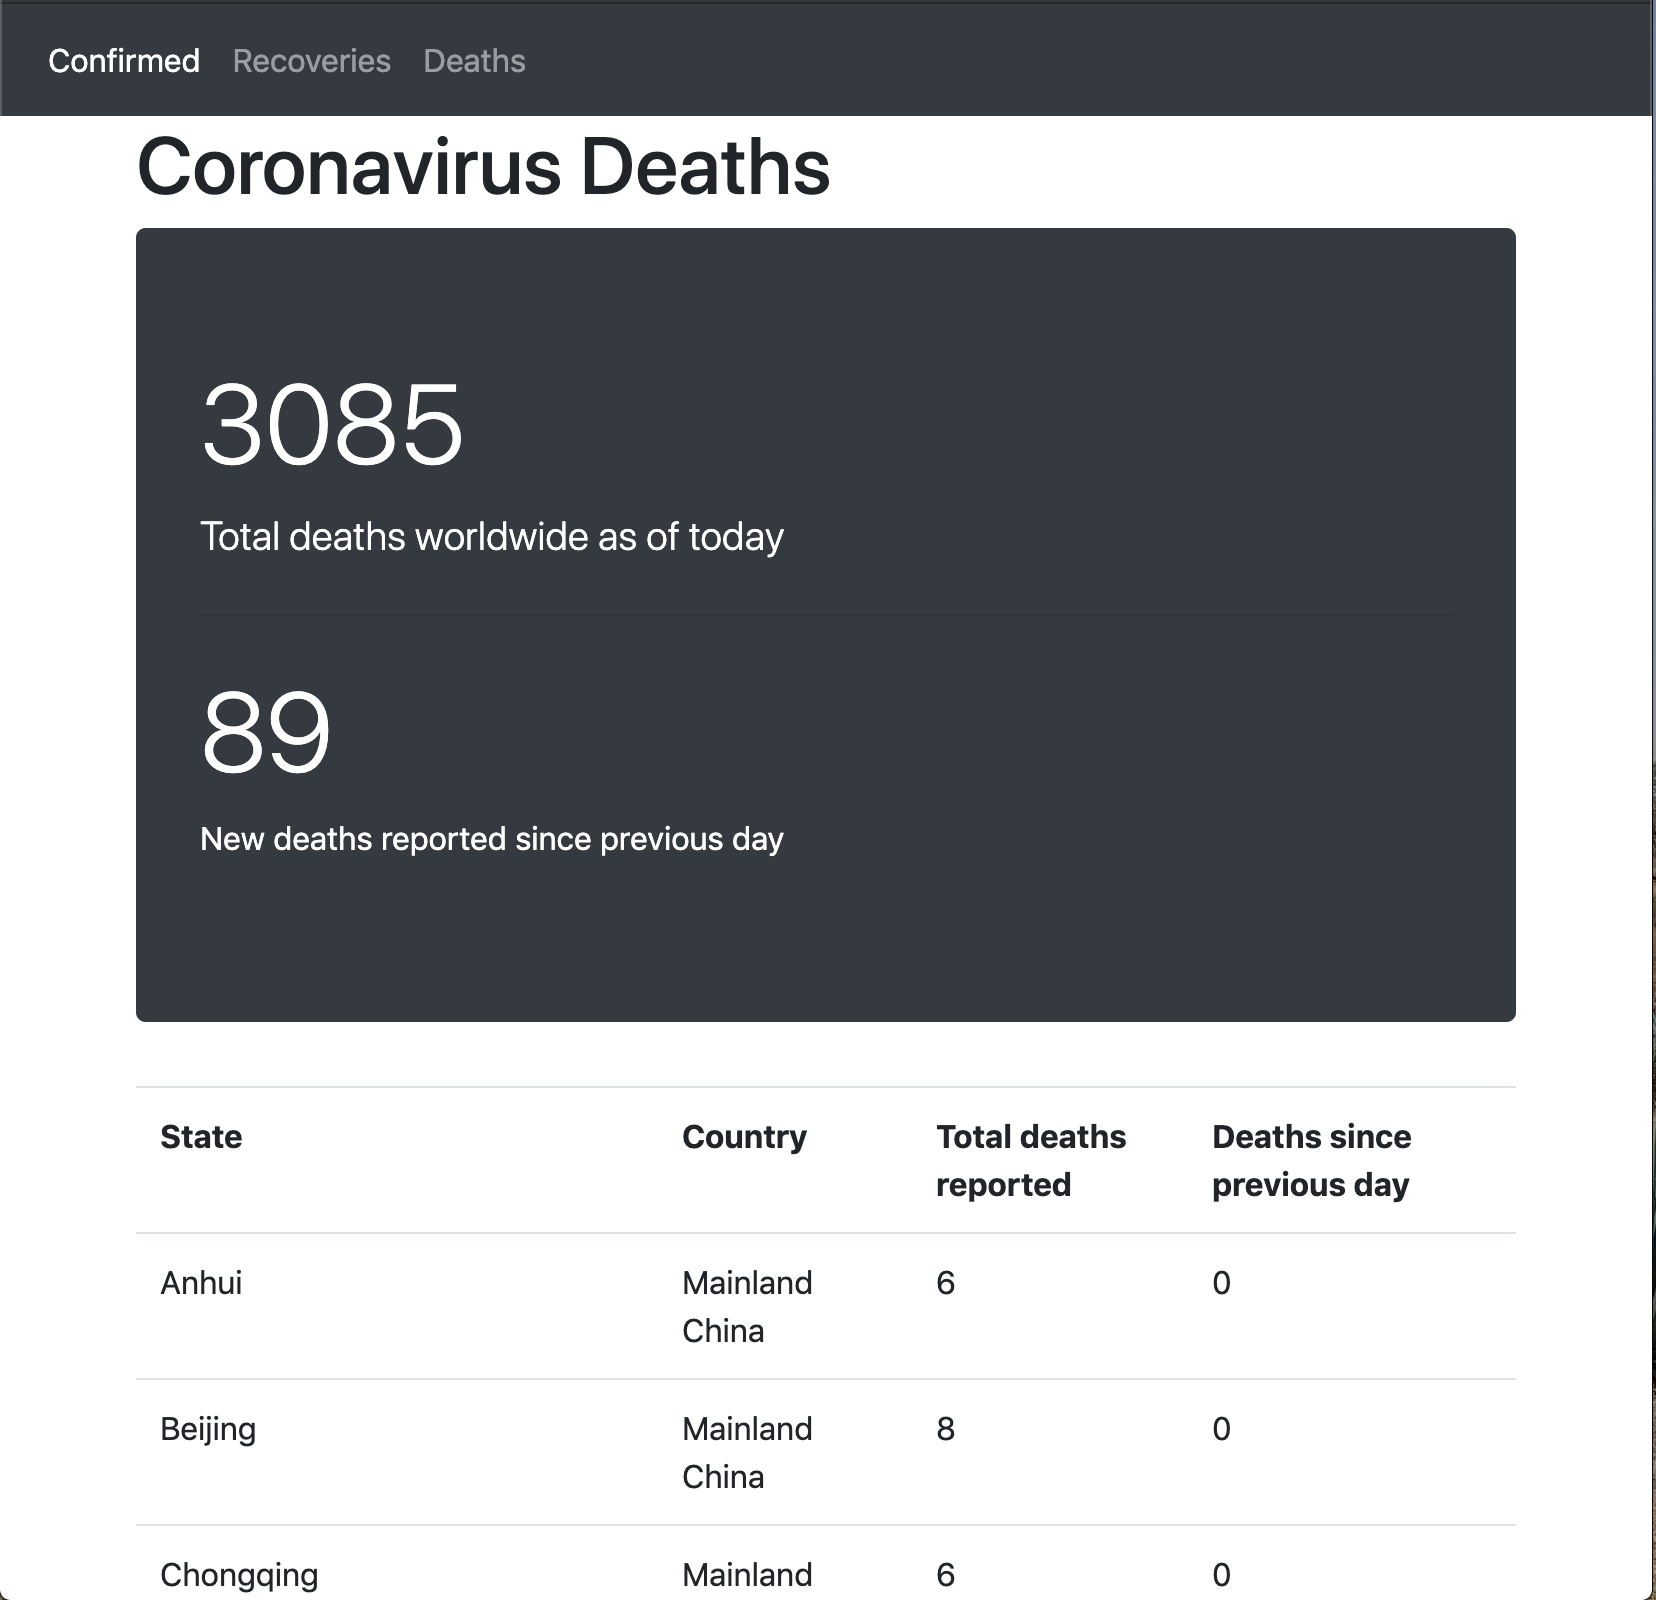 Confirmed Recoveries Deaths
Coronavirus Deaths
3085
Total deaths worldwide as of today
89
New deaths reported since previous day
State Country Total deaths reported Deaths since previous day
Anhui Mainland China 6 0
Beijing Mainland China 8 0
Chongqing Mainland 6 0